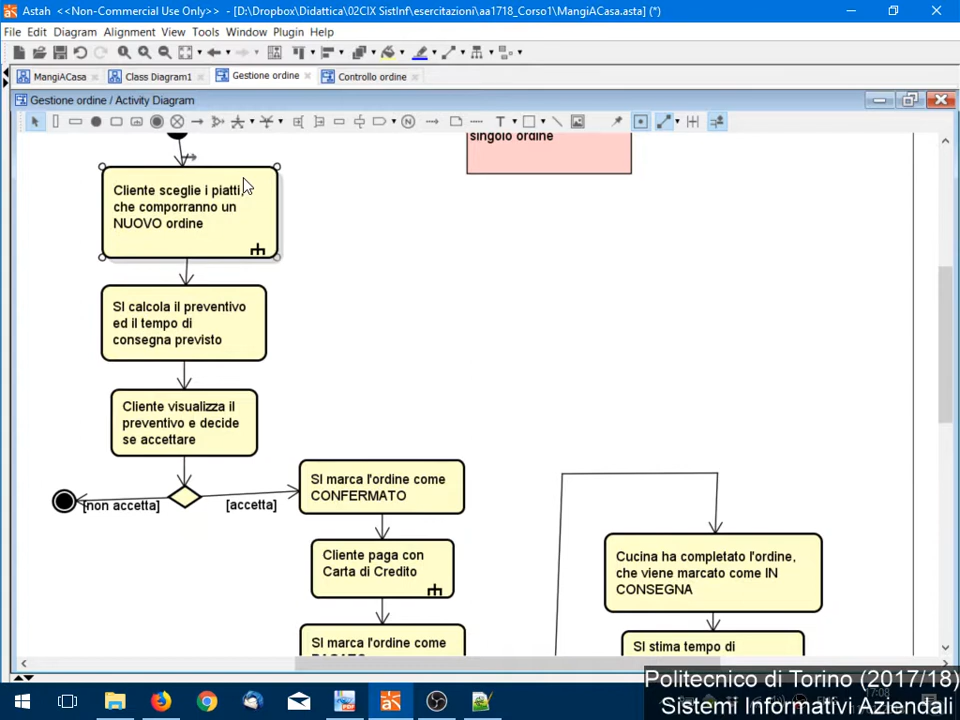 Astah <<Non-Commercial Use Only>> - [D:\Dropbox\Didattica\02CIX SistInf\esercitazioni\aa1718_Corso1\MangiACasa.asta] (*)
File Edit Diagram Alignment View Tools Window Plugin Help
MangiACasa Class Diagram1 Gestione ordine Controllo ordine
Gestione ordine / Activity Diagram
singolo ordine
Cliente sceglie i piatti,
che comporranno un
NUOVO ordine
SI calcola il preventivo
ed il tempo di
consegna previsto
Cliente visualizza il
preventivo e decide
se accettare
[non accetta]
[accetta]
SI marca l'ordine come
CONFERMATO
Cliente paga con
Carta di Credito
SI marca l'ordine come
Cucina ha completato l'ordine,
che viene marcato come IN
CONSEGNA
SI stima tempo di
Politecnico di Torino (2017/18)
17:08
Sistemi Informativi Aziendali